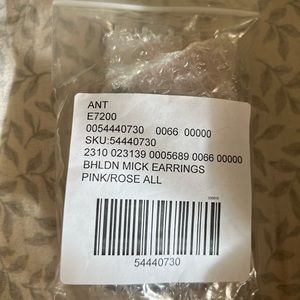 ANT
E7200
0054440730 0066 00000
SKU:54440730
2310 023139 0005689 0066 00000
BHLDN MICK EARRINGS
PINK/ROSE ALL
54440730